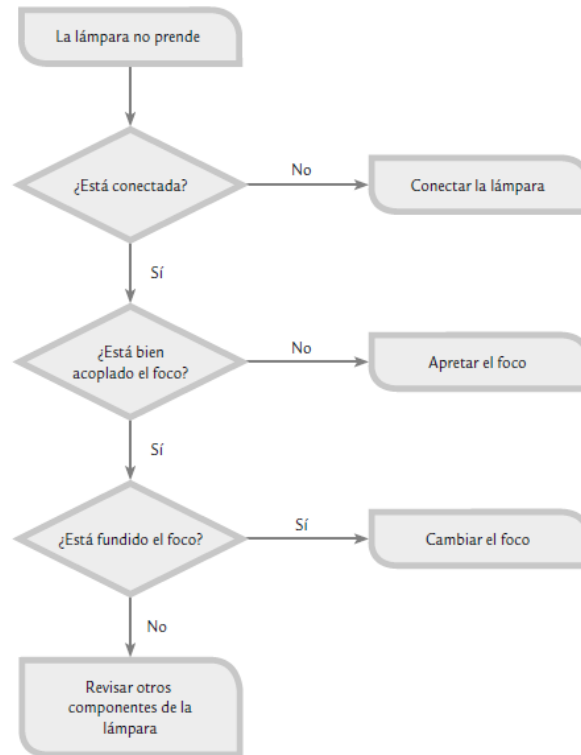 La lámpara no prende
¿Está conectada?
No
Conectar la lámpara
Sí
¿Está bien
acoplado el foco?
No
Apretar el foco
Sí
¿Está fundido el foco?
Sí
Cambiar el foco
No
Revisar otros
componentes de la
lámpara